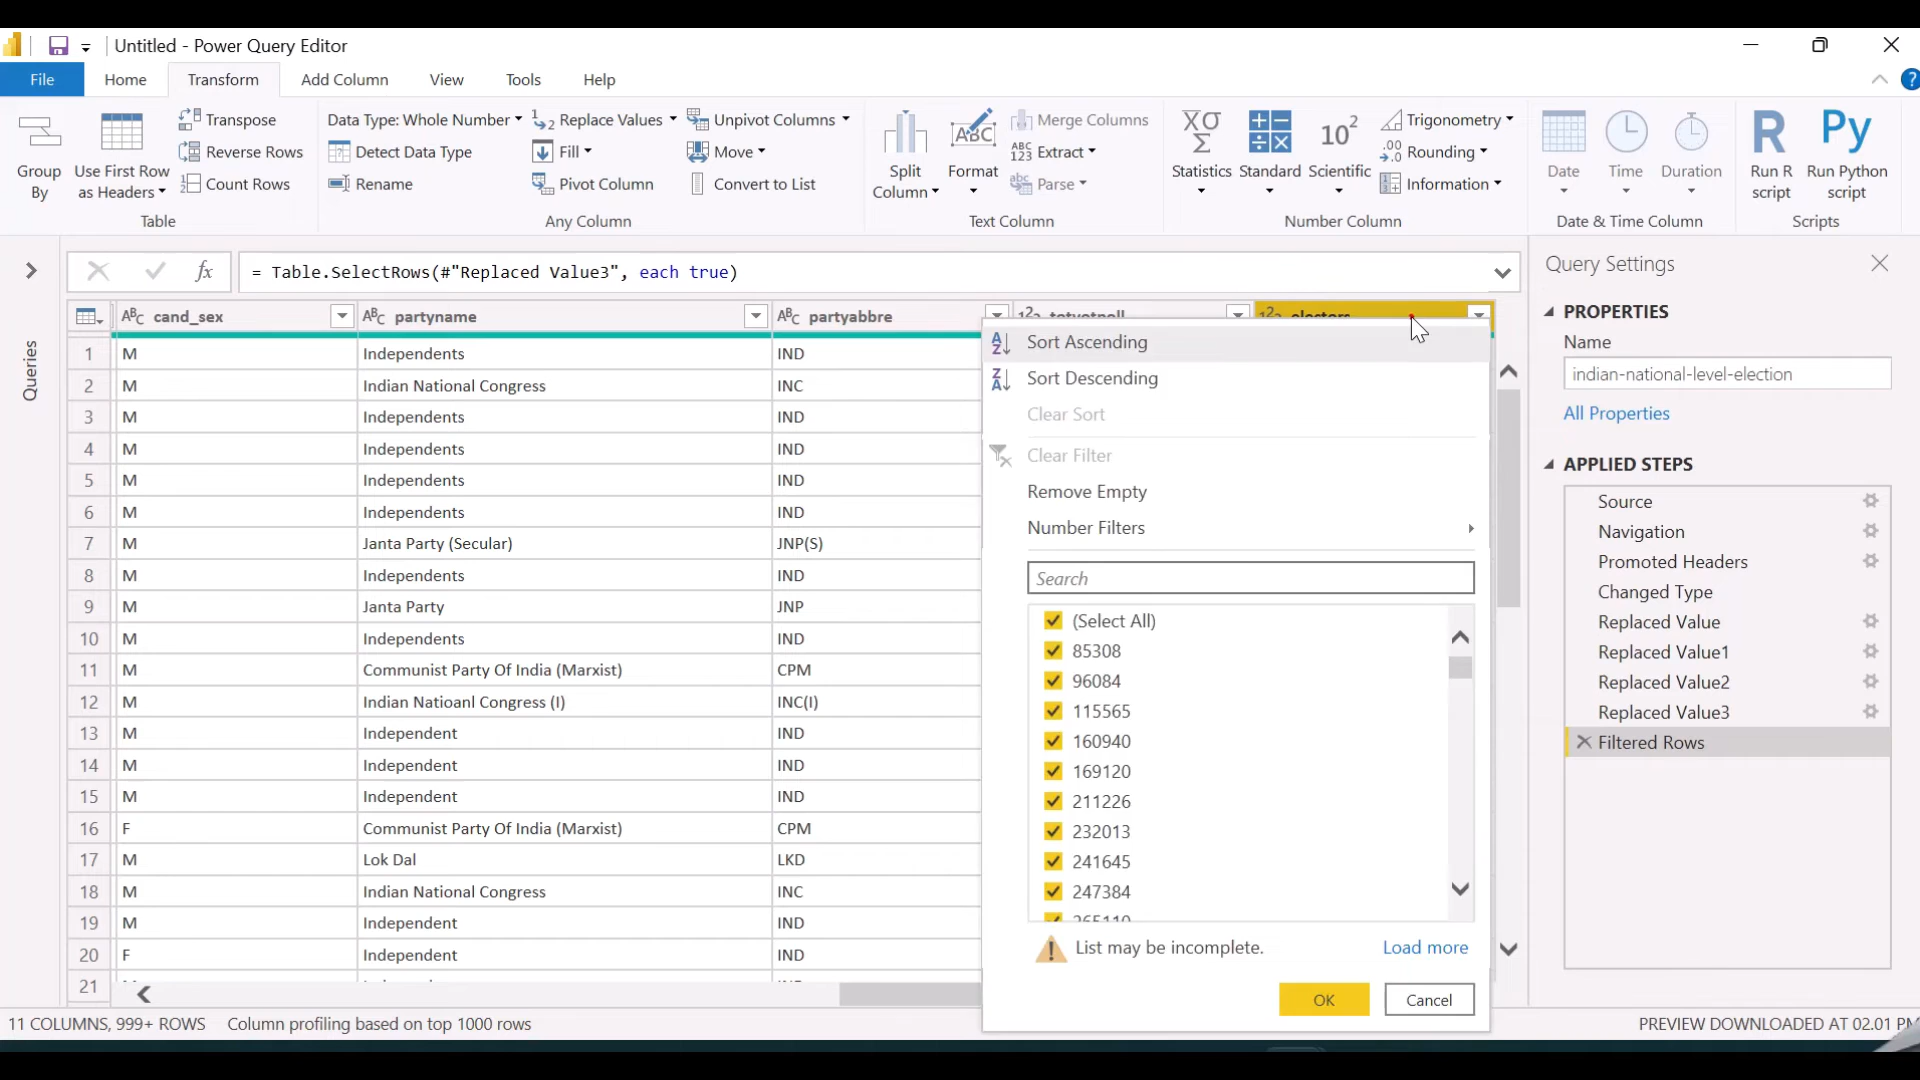 Untitled - Power Query Editor
File Home Transform Add Column View Tools Help
Group By
Use First Row as Headers
Transpose
Reverse Rows
Count Rows
Table
Data Type: Whole Number
Detect Data Type
Rename
Replace Values
Fill
Pivot Column
Unpivot Columns
Move
Convert to List
Any Column
Split Column
Format
Merge Columns
Extract
Parse
Text Column
Statistics
Standard
Scientific
Trigonometry
Rounding
Information
Number Column
Date
Time
Duration
Date & Time Column
Run R script
Run Python script
Scripts
= Table.SelectRows(#"Replaced Value3", each true)
Queries
cand_sex partyname partyabbre totvotpoll electors
1 M Independents IND
2 M Indian National Congress INC
3 M Independents IND
4 M Independents IND
5 M Independents IND
6 M Independents IND
7 M Janta Party (Secular) JNP(S)
8 M Independents IND
9 M Janta Party JNP
10 M Independents IND
11 M Communist Party Of India (Marxist) CPM
12 M Indian Natioanl Congress (I) INC(I)
13 M Independent IND
14 M Independent IND
15 M Independent IND
16 F Communist Party Of India (Marxist) CPM
17 M Lok Dal LKD
18 M Indian National Congress INC
19 M Independent IND
20 F Independent IND
21
Sort Ascending
Sort Descending
Clear Sort
Clear Filter
Remove Empty
Number Filters
Search
(Select All)
85308
96084
115565
160940
169120
211226
232013
241645
247384
265110
List may be incomplete. Load more
OK Cancel
Query Settings
PROPERTIES
Name
indian-national-level-election
All Properties
APPLIED STEPS
Source
Navigation
Promoted Headers
Changed Type
Replaced Value
Replaced Value1
Replaced Value2
Replaced Value3
Filtered Rows
11 COLUMNS, 999+ ROWS Column profiling based on top 1000 rows
PREVIEW DOWNLOADED AT 02.01 PM